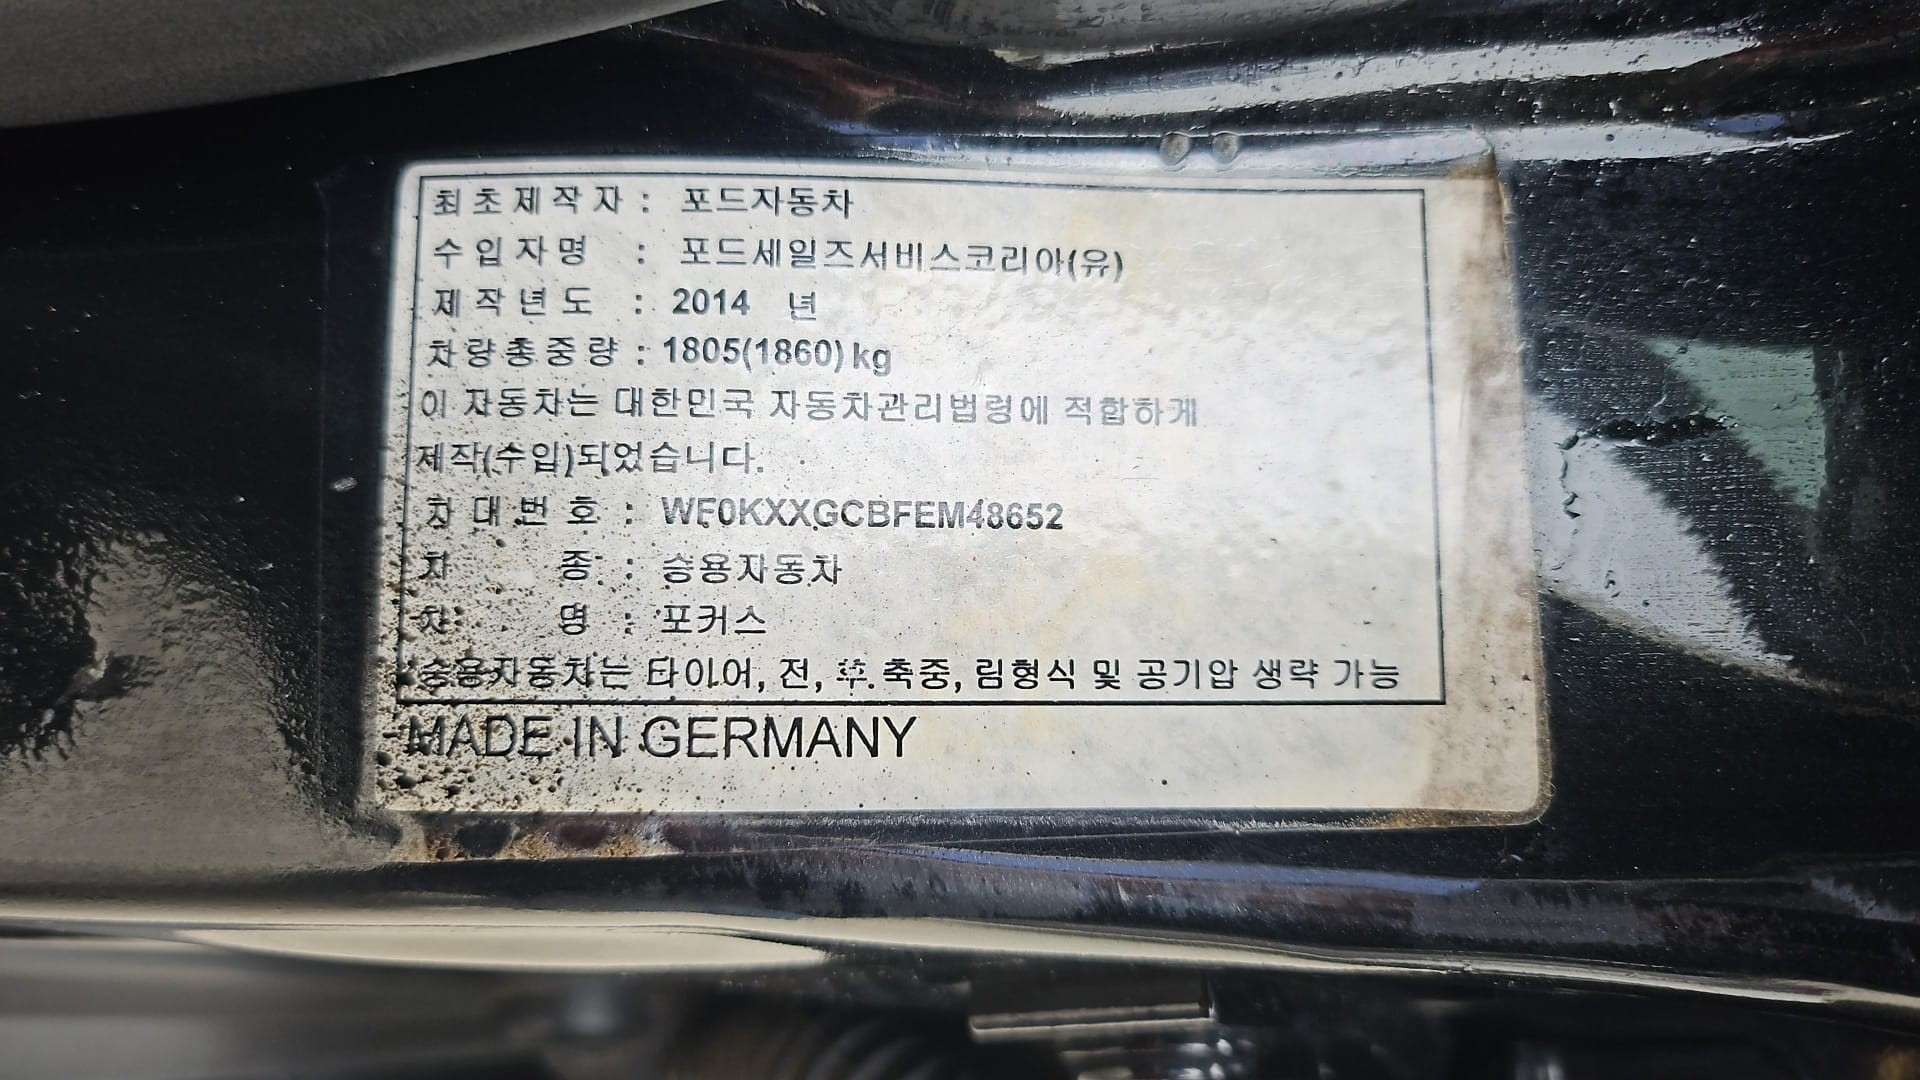 최초제작자 : 포드자동차
수입자명 : 포드세일즈서비스코리아(유)
제작년도 : 2014 년
차량총중량 : 1805(1860)kg
이 자동차는 대한민국 자동차관리법령에 적합하게
제작(수입)되었습니다.
차대번호 : WF0KXXGCBFEM48652
차 종 : 승용자동차
차 명 : 포커스
승용자동차는 타이어, 전, 후.축중, 림형식 및 공기압 생략 가능
MADE IN GERMANY